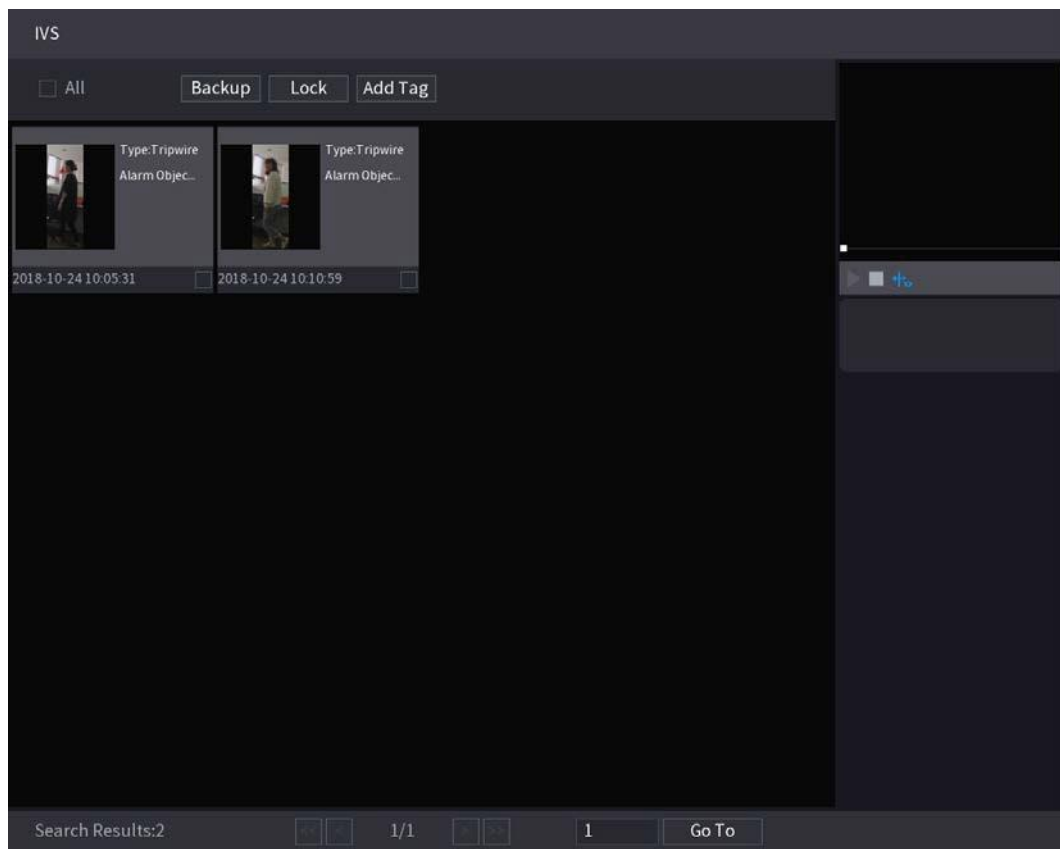 IVS
All
Backup
Lock
Add Tag
Type:Tripwire
Alarm Objec...
2018-10-24 10:05:31
Type:Tripwire
Alarm Objec...
2018-10-24 10:10:59
Search Results:2
<< < 1/1 > >>
1
Go To